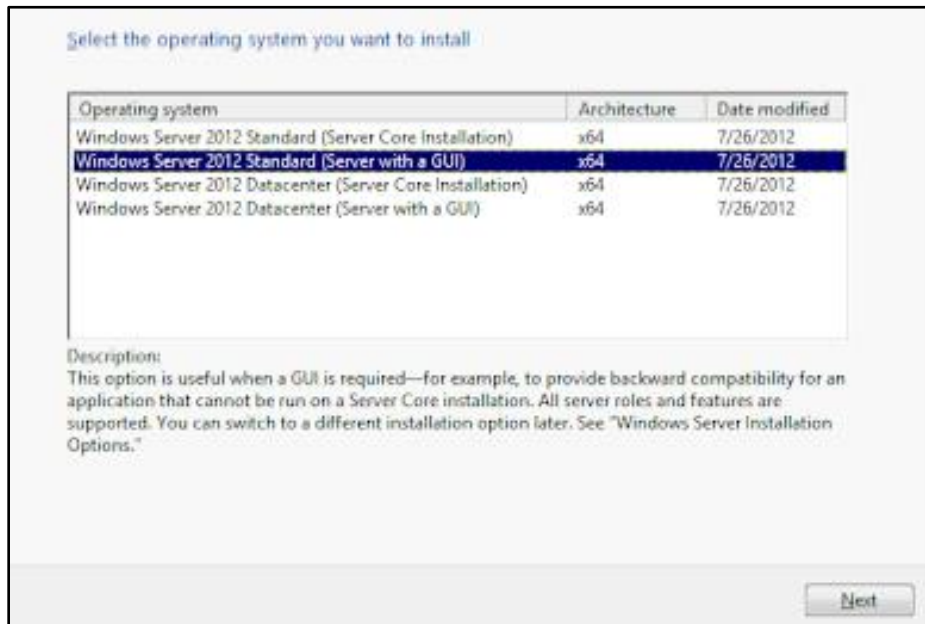 Select the operating system you want to install
Operating system Architecture Date modified
Windows Server 2012 Standard (Server Core Installation) x64 7/26/2012
Windows Server 2012 Standard (Server with a GUI) x64 7/26/2012
Windows Server 2012 Datacenter (Server Core Installation) x64 7/26/2012
Windows Server 2012 Datacenter (Server with a GUI) x64 7/26/2012
Description:
This option is useful when a GUI is required—for example, to provide backward compatibility for an
application that cannot be run on a Server Core installation. All server roles and features are
supported. You can switch to a different installation option later. See "Windows Server Installation
Options."
Next